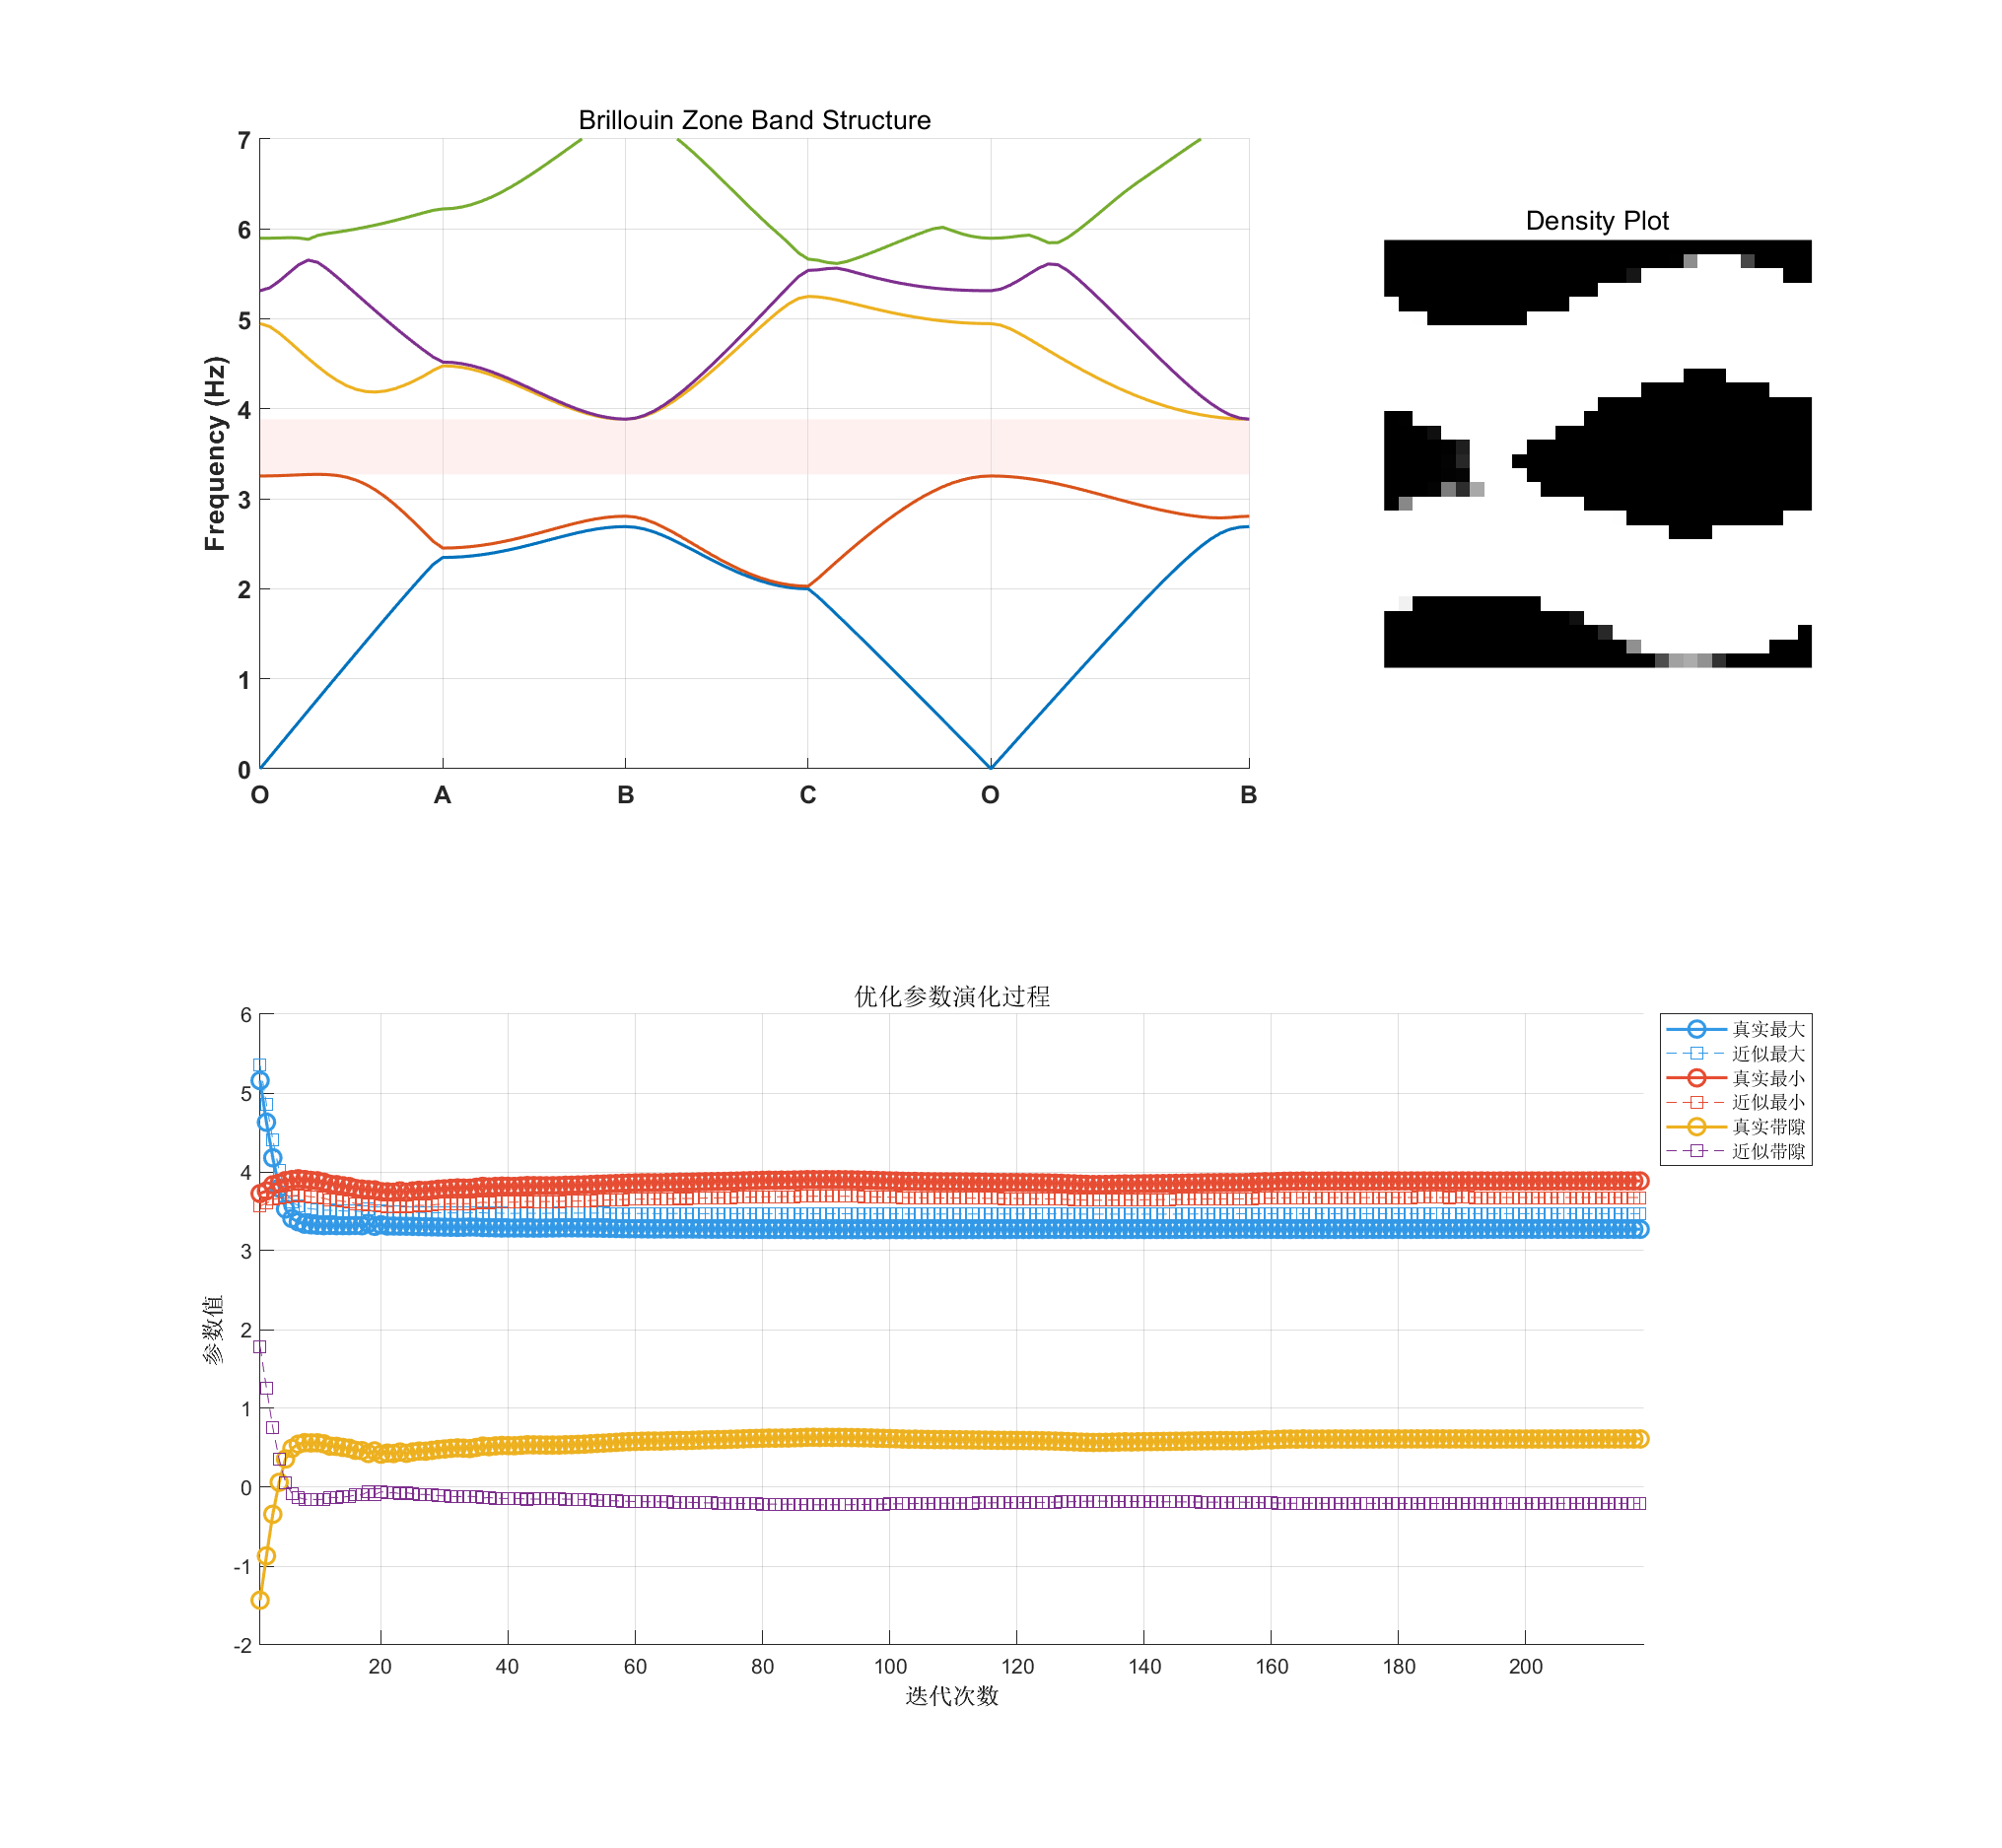 Brillouin Zone Band Structure
7
6
5
4
3
2
1
0
Frequency (Hz)
O A B C O B
Density Plot
优化参数演化过程
6
5
4
3
2
1
0
-1
-2
参数值
20 40 60 80 100 120 140 160 180 200
迭代次数
真实最大
近似最大
真实最小
近似最小
真实带隙
近似带隙